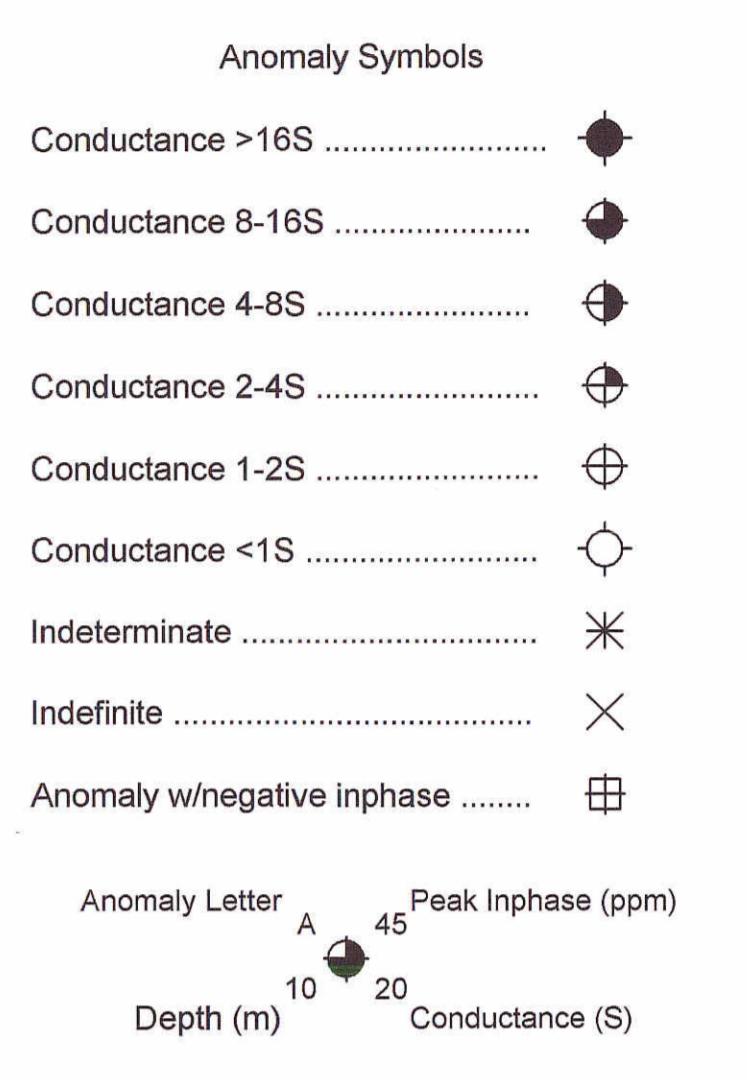 Anomaly Symbols
Conductance >16S .........................
Conductance 8-16S ......................
Conductance 4-8S ........................
Conductance 2-4S .........................
Conductance 1-2S .........................
Conductance <1S ..........................
Indeterminate .................................
Indefinite ........................................
Anomaly w/negative inphase ........
Anomaly Letter A 45 Peak Inphase (ppm)
10 20
Depth (m) Conductance (S)